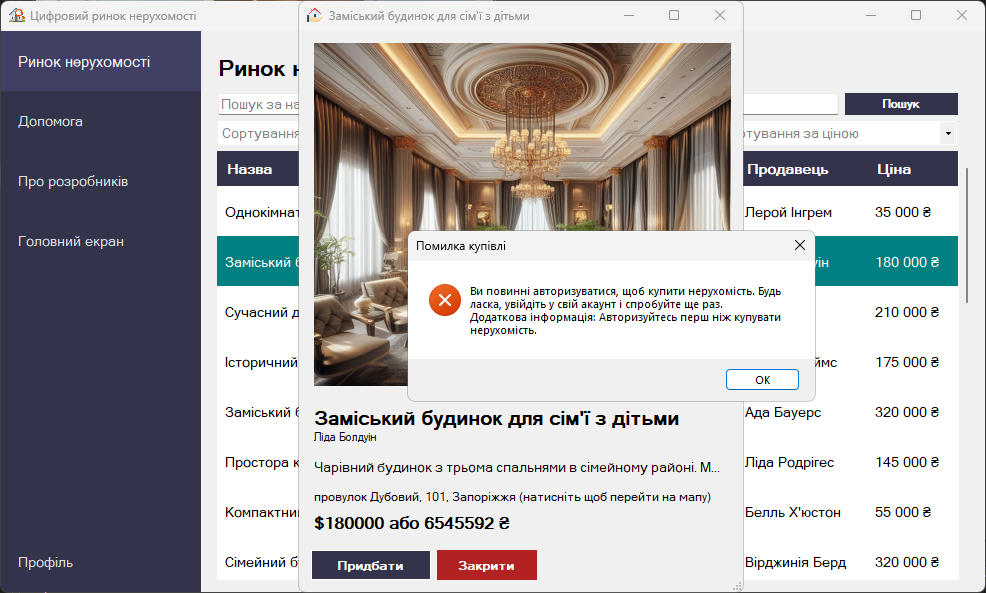 Цифровий ринок нерухомості
Заміський будинок для сім'ї з дітьми
Ринок нерухомості
Допомога
Про розробників
Головний екран
Профіль
Ринок н
Пошук за на
Пошук
Сортування
тування за ціною
Назва
Продавець
Ціна
Однокімнат
Лерой Інгрем
35 000 ₴
Заміський б
уін
180 000 ₴
Сучасний д
210 000 ₴
Історичний
ймс
175 000 ₴
Заміський б
Ада Бауерс
320 000 ₴
Простора к
Ліда Родрігес
145 000 ₴
Компактни
Белль Х'юстон
55 000 ₴
Сімейний б
Вірджинія Берд
320 000 ₴
Помилка купівлі
Ви повинні авторизуватися, щоб купити нерухомість. Будь
ласка, увійдіть у свій акаунт і спробуйте ще раз.
Додаткова інформація: Авторизуйтесь перш ніж купувати
нерухомість.
ОК
Заміський будинок для сім'ї з дітьми
Ліда Болдуін
Чарівний будинок з трьома спальнями в сімейному районі. М...
провулок Дубовий, 101, Запоріжжя (натисніть щоб перейти на мапу)
$180000 або 6545592 ₴
Придбати
Закрити